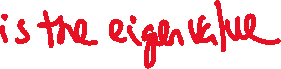 is the eigenvalue